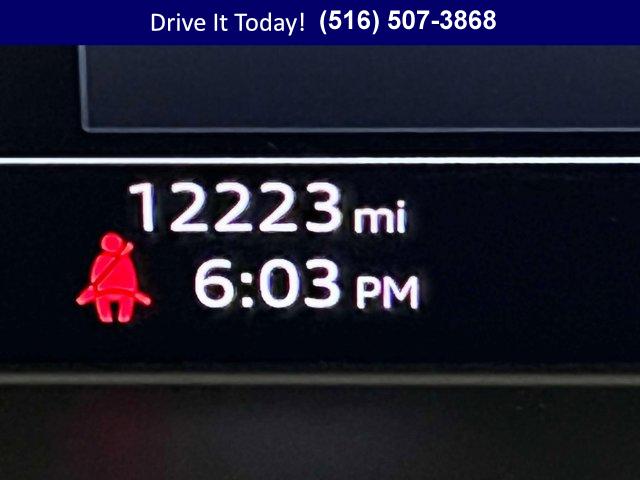 Drive It Today! (516) 507-3868
12223 mi
6:03 PM